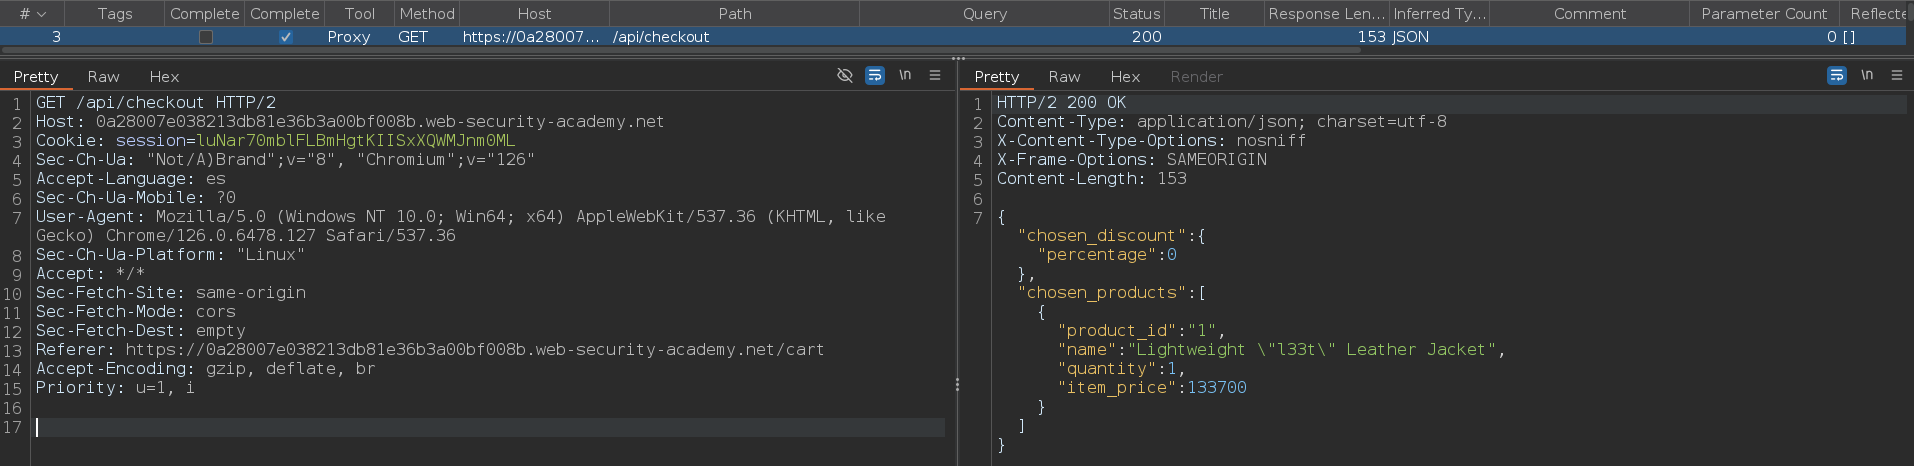 # Tags Complete Complete Tool Method Host Path Query Status Title Response Len... Inferred Ty... Comment Parameter Count Reflecte
3 Proxy GET https://0a28007... /api/checkout 200 153 JSON 0 []
Pretty Raw Hex \n
1 GET /api/checkout HTTP/2
2 Host: 0a28007e038213db81e36b3a00bf008b.web-security-academy.net
3 Cookie: session=luNar70mblFLBmHgtKIISxXQWMJnm0ML
4 Sec-Ch-Ua: "Not/A)Brand";v="8", "Chromium";v="126"
5 Accept-Language: es
6 Sec-Ch-Ua-Mobile: ?0
7 User-Agent: Mozilla/5.0 (Windows NT 10.0; Win64; x64) AppleWebKit/537.36 (KHTML, like
Gecko) Chrome/126.0.6478.127 Safari/537.36
8 Sec-Ch-Ua-Platform: "Linux"
9 Accept: */*
10 Sec-Fetch-Site: same-origin
11 Sec-Fetch-Mode: cors
12 Sec-Fetch-Dest: empty
13 Referer: https://0a28007e038213db81e36b3a00bf008b.web-security-academy.net/cart
14 Accept-Encoding: gzip, deflate, br
15 Priority: u=1, i
16
17
Pretty Raw Hex Render \n
1 HTTP/2 200 OK
2 Content-Type: application/json; charset=utf-8
3 X-Content-Type-Options: nosniff
4 X-Frame-Options: SAMEORIGIN
5 Content-Length: 153
6
7 {
"chosen_discount":{
"percentage":0
},
"chosen_products":[
{
"product_id":"1",
"name":"Lightweight \"l33t\" Leather Jacket",
"quantity":1,
"item_price":133700
}
]
}